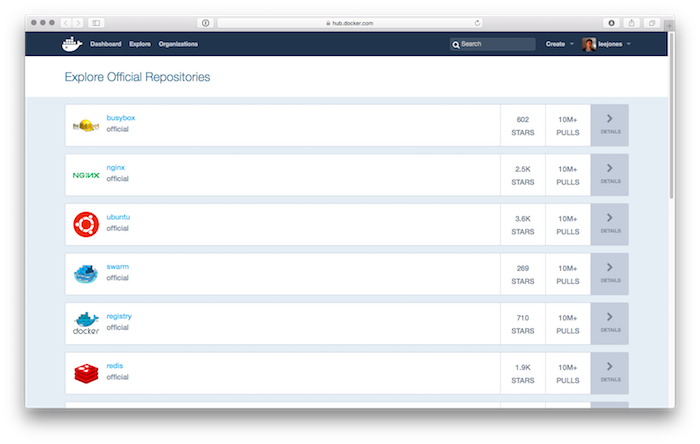 hub.docker.com
Dashboard Explore Organizations Search Create leejones
Explore Official Repositories
busybox
official
602
STARS
10M+
PULLS
DETAILS
NGINX
nginx
official
2.5K
STARS
10M+
PULLS
DETAILS
ubuntu
official
3.6K
STARS
10M+
PULLS
DETAILS
swarm
official
269
STARS
10M+
PULLS
DETAILS
docker
registry
official
710
STARS
10M+
PULLS
DETAILS
redis
official
1.9K
STARS
10M+
PULLS
DETAILS